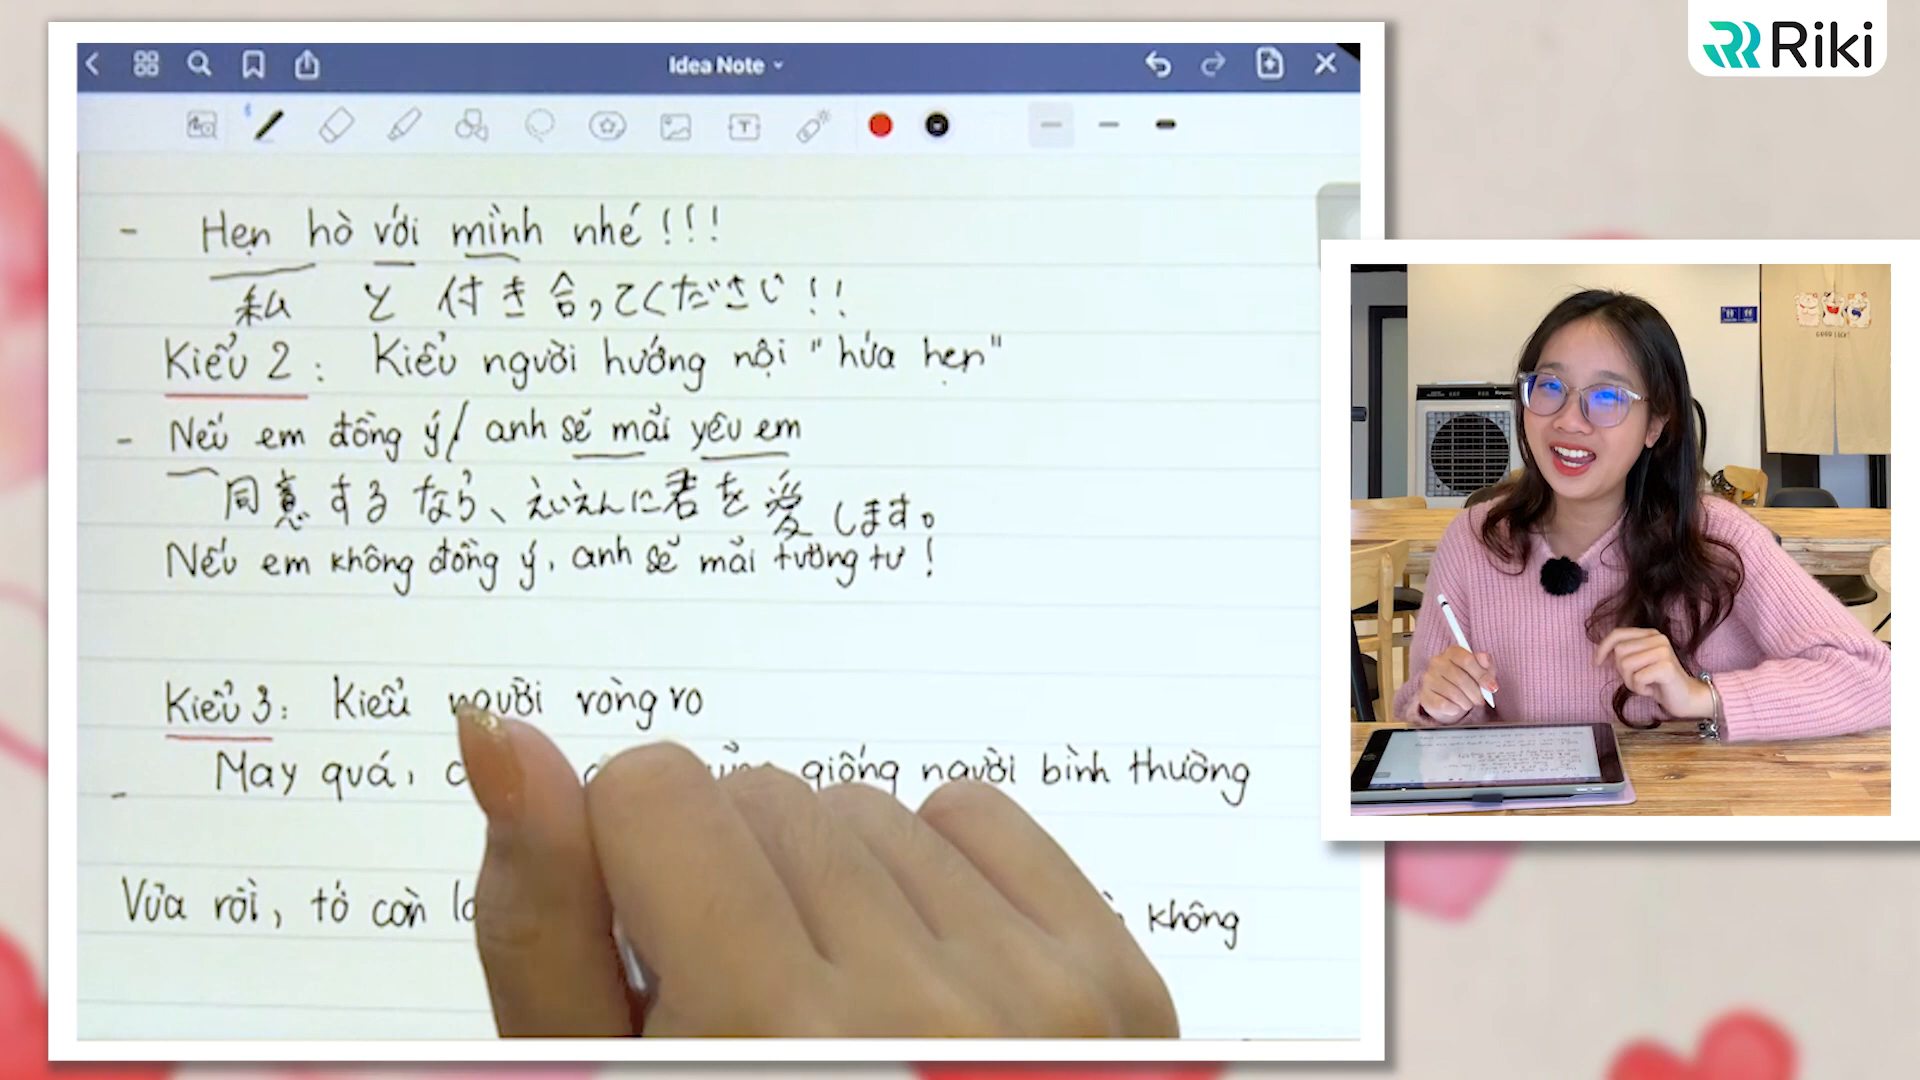 Riki
Idea Note
- Hẹn hò với mình nhé !!!
私 と 付き合ってください!!
Kiểu 2 : Kiểu người hướng nội "hứa hẹn"
- Nếu em đồng ý / anh sẽ mãi yêu em
同意するなら、えいえんに君を愛します。
Nếu em không đồng ý, anh sẽ mãi tương tư !
Kiểu 3: Kiểu người ròng rọ
- May quá, giống người bình thường
Vừa rồi, tớ còn không